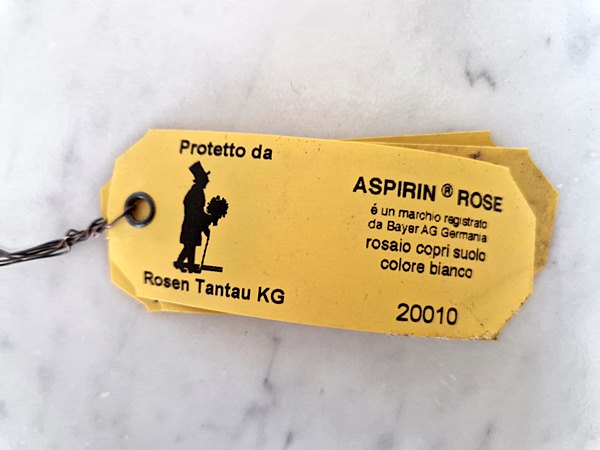 Protetto da
Rosen Tantau KG
ASPIRIN ® ROSE
é un marchio registrato
da Bayer AG Germania
rosaio copri suolo
colore bianco
20010